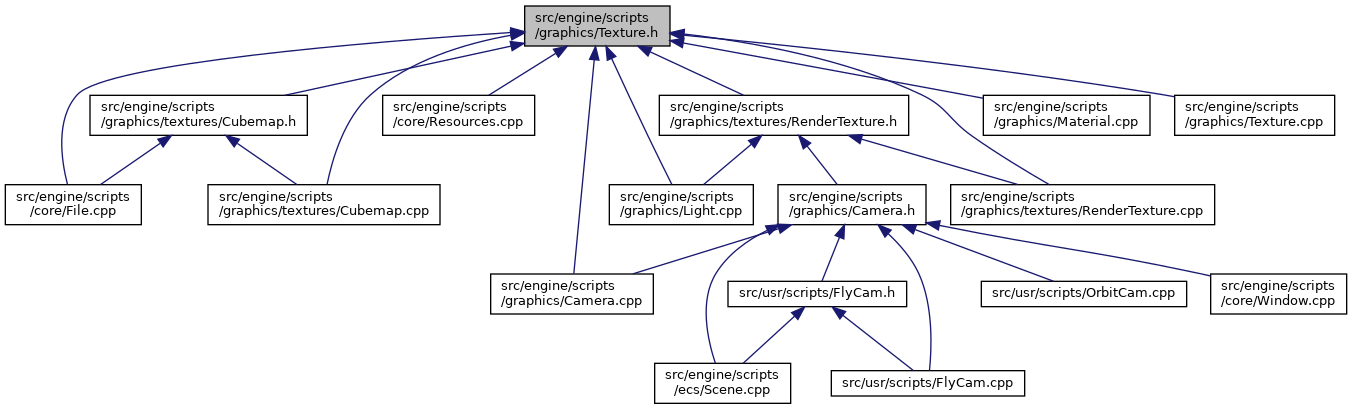 src/engine/scripts
/graphics/Texture.h
src/engine/scripts
/graphics/textures/Cubemap.h
src/engine/scripts
/core/Resources.cpp
src/engine/scripts
/graphics/textures/RenderTexture.h
src/engine/scripts
/graphics/Material.cpp
src/engine/scripts
/graphics/Texture.cpp
src/engine/scripts
/core/File.cpp
src/engine/scripts
/graphics/textures/Cubemap.cpp
src/engine/scripts
/graphics/Light.cpp
src/engine/scripts
/graphics/Camera.h
src/engine/scripts
/graphics/textures/RenderTexture.cpp
src/engine/scripts
/graphics/Camera.cpp
src/usr/scripts/FlyCam.h
src/usr/scripts/OrbitCam.cpp
src/engine/scripts
/core/Window.cpp
src/engine/scripts
/ecs/Scene.cpp
src/usr/scripts/FlyCam.cpp